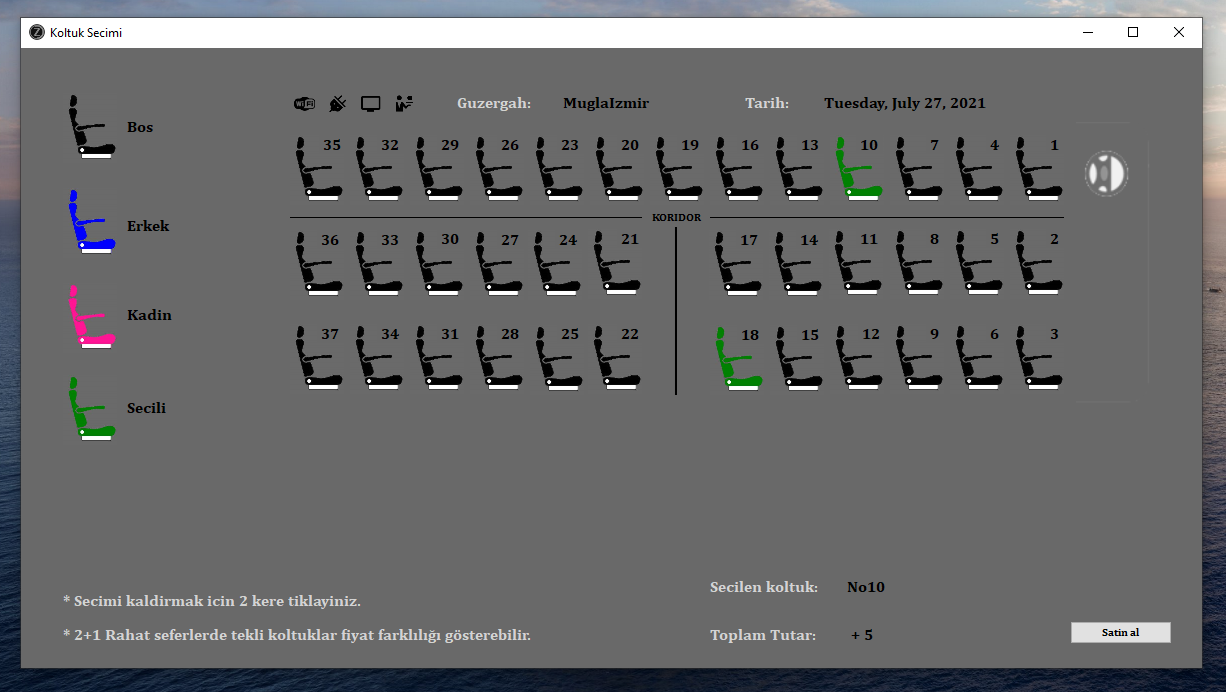 Koltuk Secimi
WiFi
Guzergah: MuglaIzmir Tarih: Tuesday, July 27, 2021
Bos
Erkek
Kadin
Secili
35 32 29 26 23 20 19 16 13 10 7 4 1
KORIDOR
36 33 30 27 24 21 17 14 11 8 5 2
37 34 31 28 25 22 18 15 12 9 6 3
Secilen koltuk: No10
* Secimi kaldirmak icin 2 kere tiklayiniz.
* 2+1 Rahat seferlerde tekli koltuklar fiyat farklılığı gösterebilir.
Toplam Tutar: + 5
Satin al